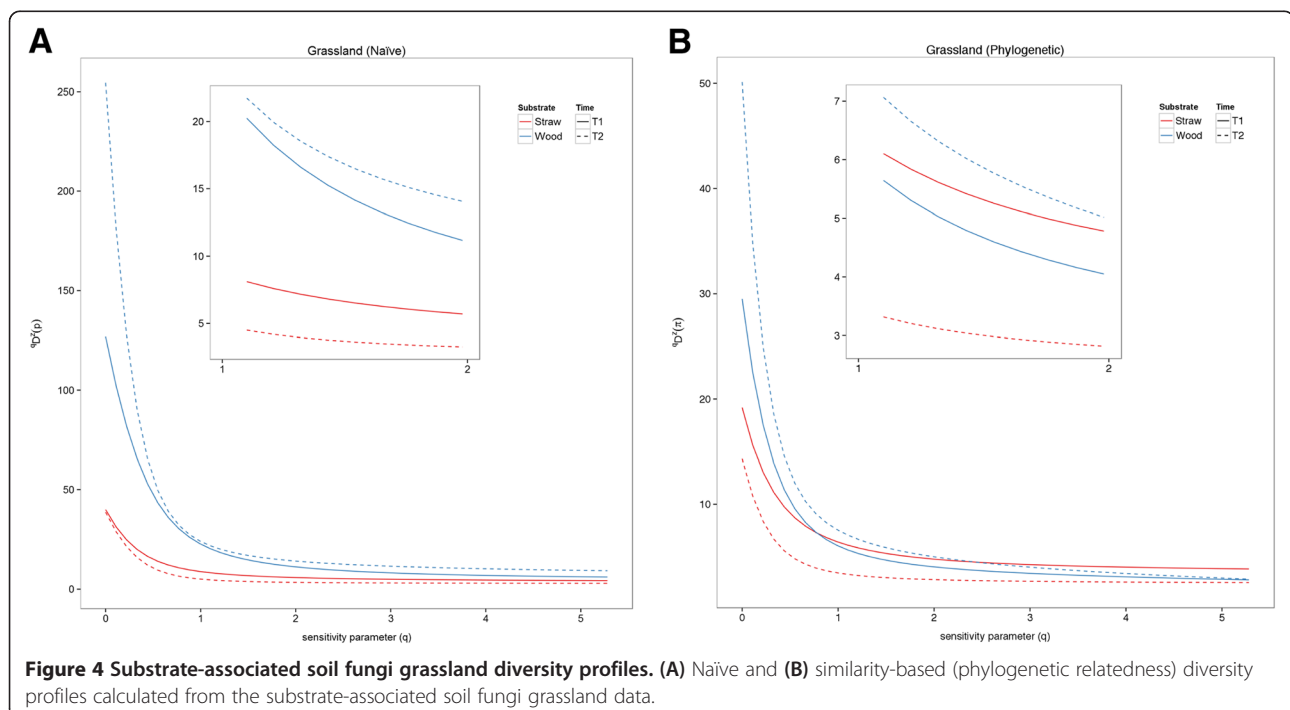 A
Grassland (Naïve)
250
200
150
100
50
0
qDz(p)
20
15
10
5
1
2
Substrate
Time
Straw
T1
Wood
T2
0
1
2
3
4
5
sensitivity parameter (q)
B
Grassland (Phylogenetic)
50
40
30
20
10
qDz(π)
7
6
5
4
3
1
2
Substrate
Time
Straw
T1
Wood
T2
0
1
2
3
4
5
sensitivity parameter (q)
Figure 4 Substrate-associated soil fungi grassland diversity profiles. (A) Naïve and (B) similarity-based (phylogenetic relatedness) diversity
profiles calculated from the substrate-associated soil fungi grassland data.